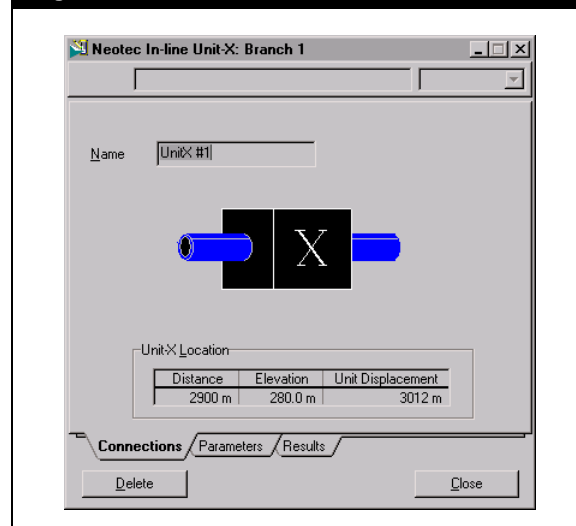 Neotec In-line Unit-X: Branch 1
Name UnitX #1
X
Unit-X Location
Distance Elevation Unit Displacement
2900 m 280.0 m 3012 m
Connections Parameters Results
Delete Close